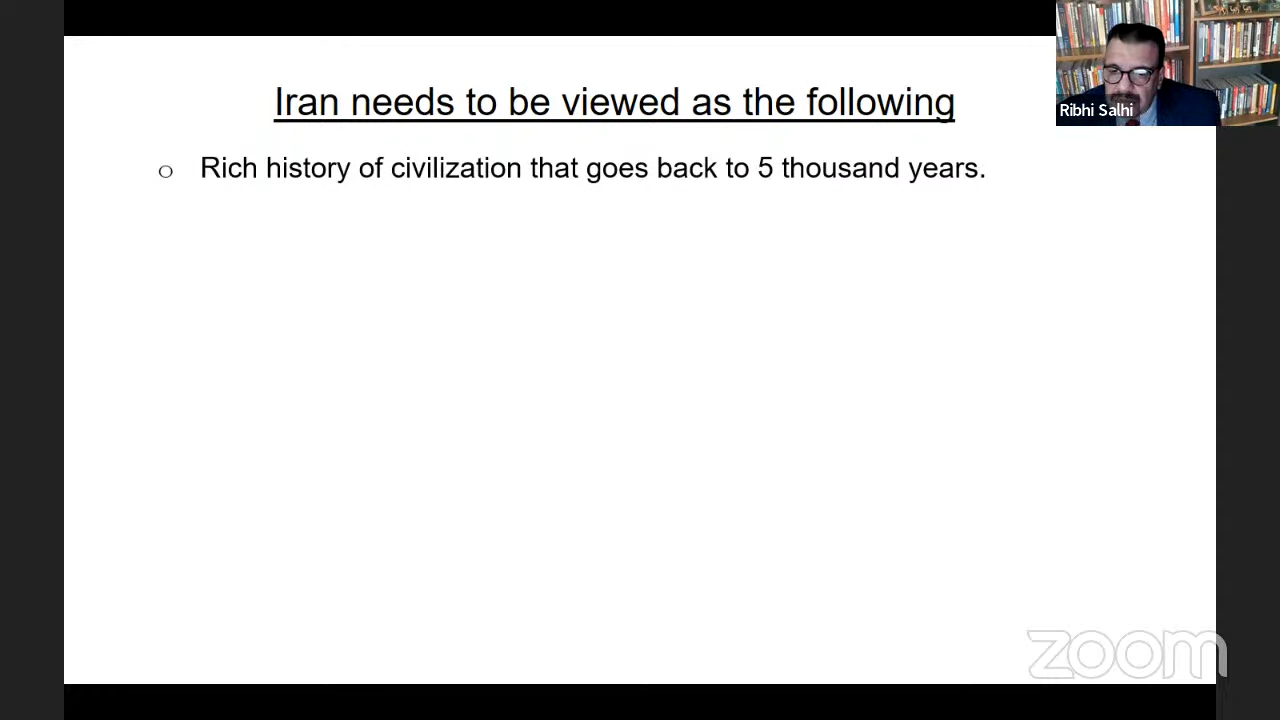 Iran needs to be viewed as the following
Ribhi Salhi
o Rich history of civilization that goes back to 5 thousand years.
zoom